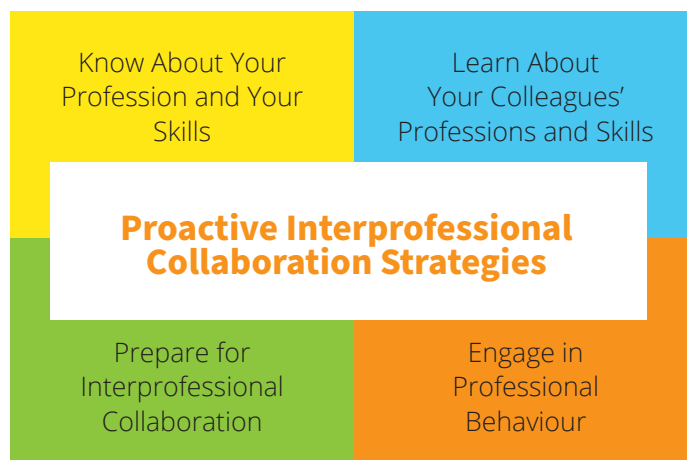 Know About Your
Profession and Your
Skills
Learn About
Your Colleagues’
Professions and Skills
Proactive Interprofessional
Collaboration Strategies
Prepare for
Interprofessional
Collaboration
Engage in
Professional
Behaviour